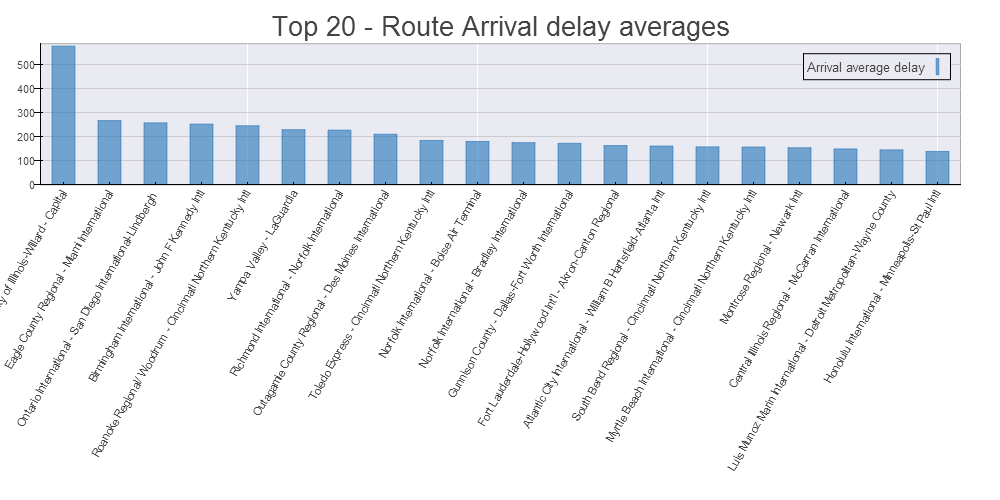 Top 20 - Route Arrival delay averages
Arrival average delay
500
400
300
200
100
0
of Illinois-Willard - Capital
Eagle County Regional - Miami International
Ontario International - San Diego International-Lindbergh
Birmingham International - John F Kennedy Intl
Roanoke Regional/ Woodrum - Cincinnati Northern Kentucky Intl
Yampa Valley - LaGuardia
Richmond International - Norfolk International
Outagamie County Regional - Des Moines International
Toledo Express - Cincinnati Northern Kentucky Intl
Norfolk International - Boise Air Terminal
Norfolk International - Bradley International
Gunnison County - Dallas-Fort Worth International
Fort Lauderdale-Hollywood Int'l - Akron-Canton Regional
Atlantic City International - William B Hartsfield-Atlanta Intl
South Bend Regional - Cincinnati Northern Kentucky Intl
Myrtle Beach International - Cincinnati Northern Kentucky Intl
Montrose Regional - Newark Intl
Central Illinois Regional - McCarran International
Luis Munoz Marin International - Detroit Metropolitan-Wayne County
Honolulu International - Minneapolis-St Paul Intl